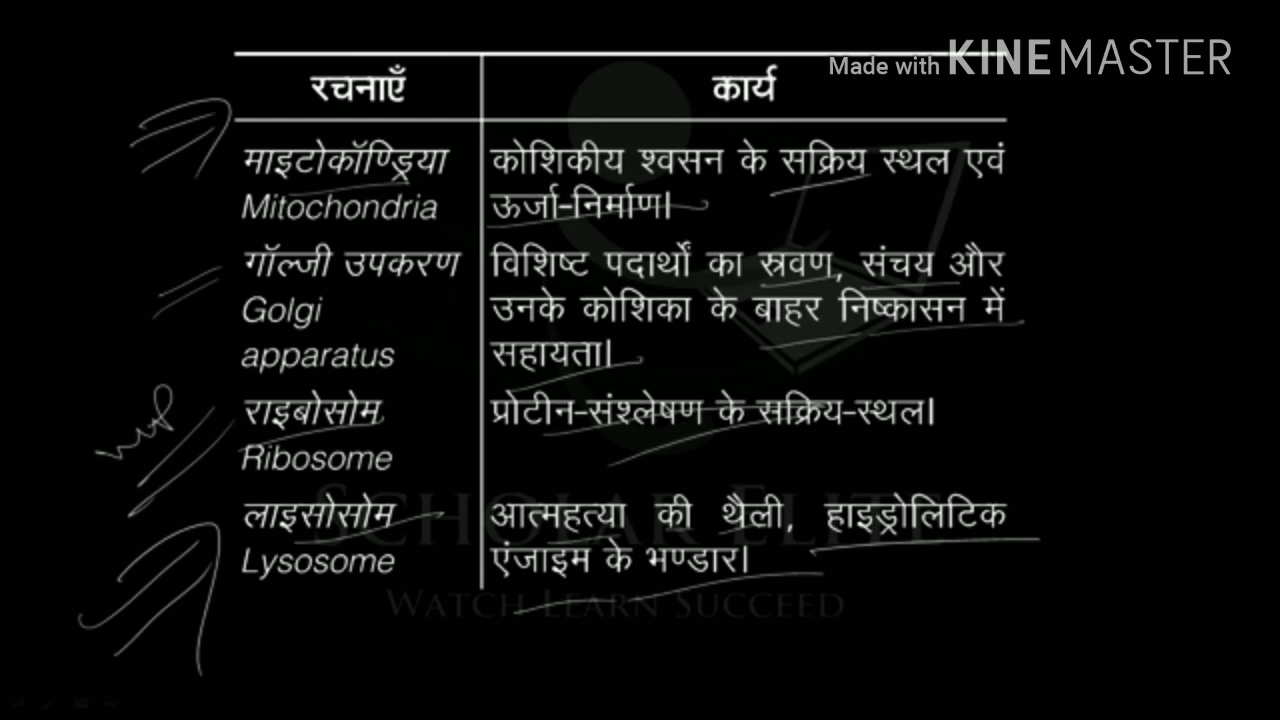 Made with KINEMASTER
रचनाएँ कार्य
माइटोकॉण्ड्रिया कोशिकीय श्वसन के सक्रिय स्थल एवं
Mitochondria ऊर्जा-निर्माण।
गॉल्जी उपकरण विशिष्ट पदार्थों का स्रवण, संचय और
Golgi उनके कोशिका के बाहर निष्कासन में
apparatus सहायता।
राइबोसोम प्रोटीन-संश्लेषण के सक्रिय-स्थल।
Ribosome
लाइसोसोम आत्महत्या की थैली, हाइड्रोलिटिक
Lysosome एंजाइम के भण्डार।
SCHOLAR ELITE
WATCH LEARN SUCCEED